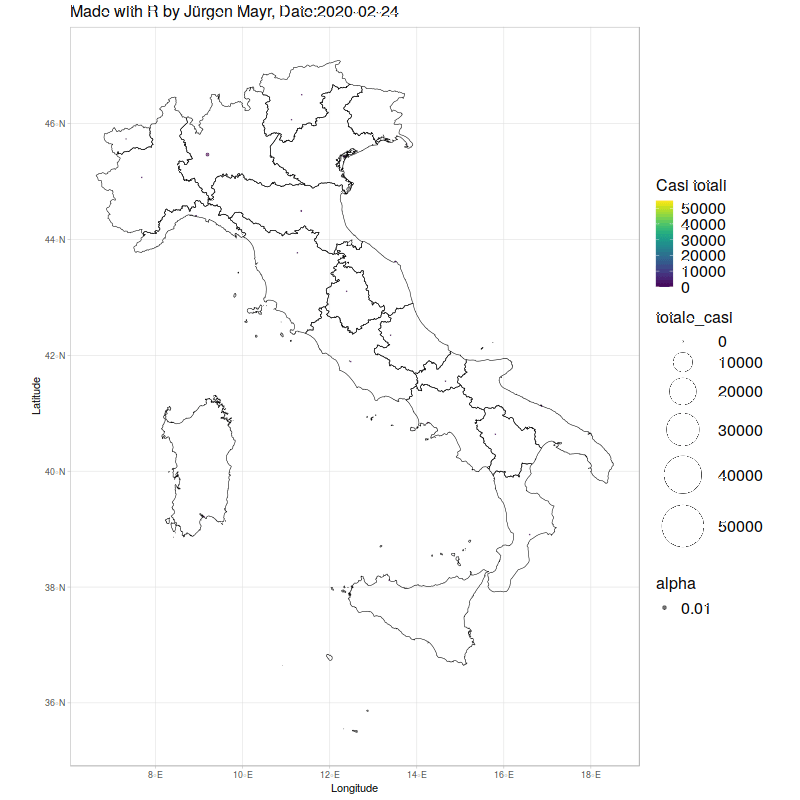 Made with R by Jürgen Mayr, Date:2020-02-24
46°N
44°N
42°N
40°N
38°N
36°N
8°E
10°E
12°E
14°E
16°E
18°E
Longitude
Latitude
Casi totali
50000
40000
30000
20000
10000
0
totale_casi
0
10000
20000
30000
40000
50000
alpha
0.01